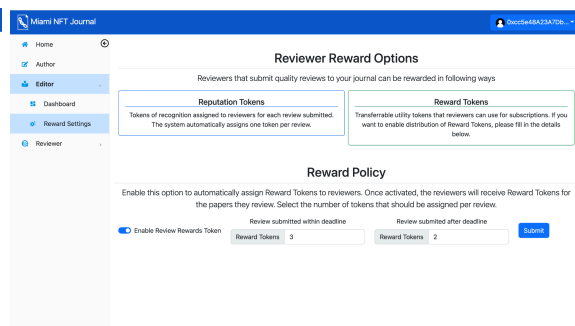 Miami NFT Journal
0xcc5e48A23A7Db...
Home
Author
Editor
Dashboard
Reward Settings
Reviewer
Reviewer Reward Options
Reviewers that submit quality reviews to your journal can be rewarded in following ways
Reputation Tokens
Tokens of recognition assigned to reviewers for each review submitted.
The system automatically assigns one token per review.
Reward Tokens
Transferrable utility tokens that reviewers can use for subscriptions. If you
want to enable distribution of Reward Tokens, please fill in the details
below.
Reward Policy
Enable this option to automatically assign Reward Tokens to reviewers. Once activated, the reviewers will receive Reward Tokens for
the papers they review. Select the number of tokens that should be assigned per review.
Enable Review Rewards Token
Review submitted within deadline
Reward Tokens 3
Review submited after deadline
Reward Tokens 2
Submit